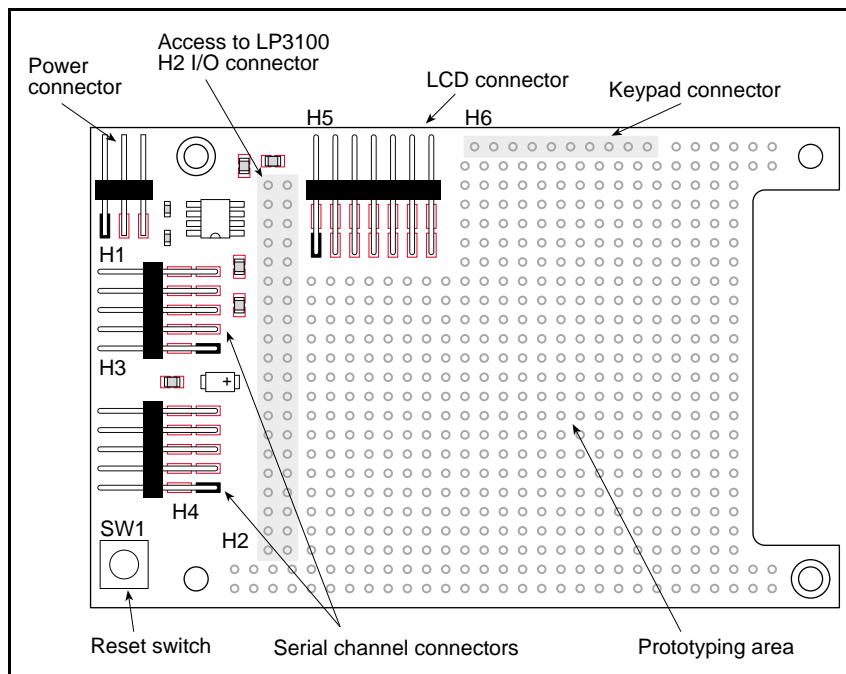 Access to LP3100
H2 I/O connector
Power
connector
LCD connector
Keypad connector
H5
H6
H1
H3
+
H4
SW1
H2
Reset switch
Serial channel connectors
Prototyping area